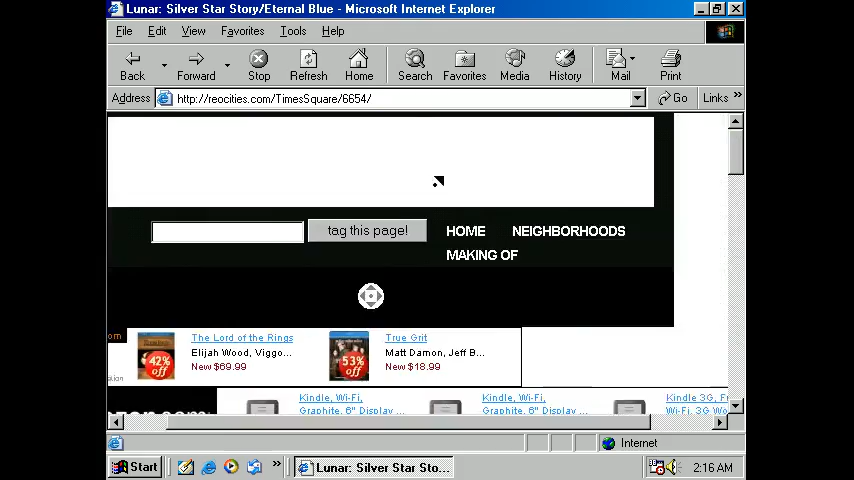 Lunar: Silver Star Story/Eternal Blue - Microsoft Internet Explorer
File Edit View Favorites Tools Help
Back Forward Stop Refresh Home Search Favorites Media History Mail Print
Address http://reocities.com/TimesSquare/6654/ Go Links »
tag this page! HOME NEIGHBORHOODS
MAKING OF
The Lord of the Rings True Grit
Elijah Wood, Viggo... Matt Damon, Jeff B...
42% off New $69.99 53% off New $18.99
Kindle, Wi-Fi, Kindle, Wi-Fi, Kindle 3G, Fr
Graphite, 6" Display ... Graphite, 6" Display ... Wi-Fi, 3G Wo
Internet
Start » Lunar: Silver Star Sto... 2:16 AM